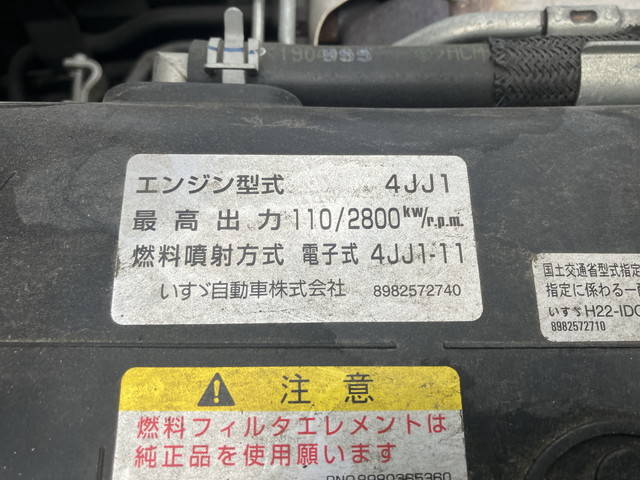 エンジン型式 4JJ1
最高出力 110/2800kw/r.p.m.
燃料噴射方式 電子式 4JJ1-11
いすゞ自動車株式会社 8982572740
国土交通省型式指定
指定に係わる一
いすゞH22-IDC
8982572710
注意
燃料フィルタエレメントは
純正品を使用願います